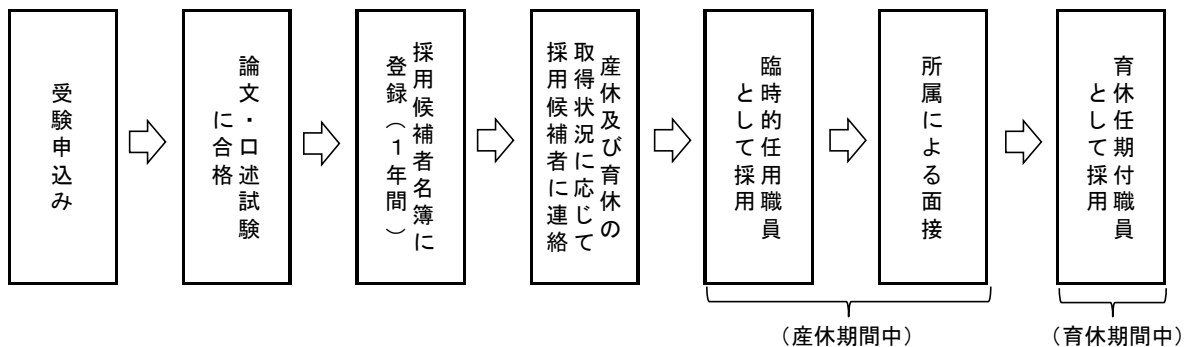 受験申込み
論文・口述試験
に合格
採用候補者名簿に
登録（１年間）
産休及び育休の
取得状況に応じて
採用候補者に連絡
臨時的任用職員
として採用
所属による面接
育休任期付職員
として採用
（産休期間中）
（育休期間中）